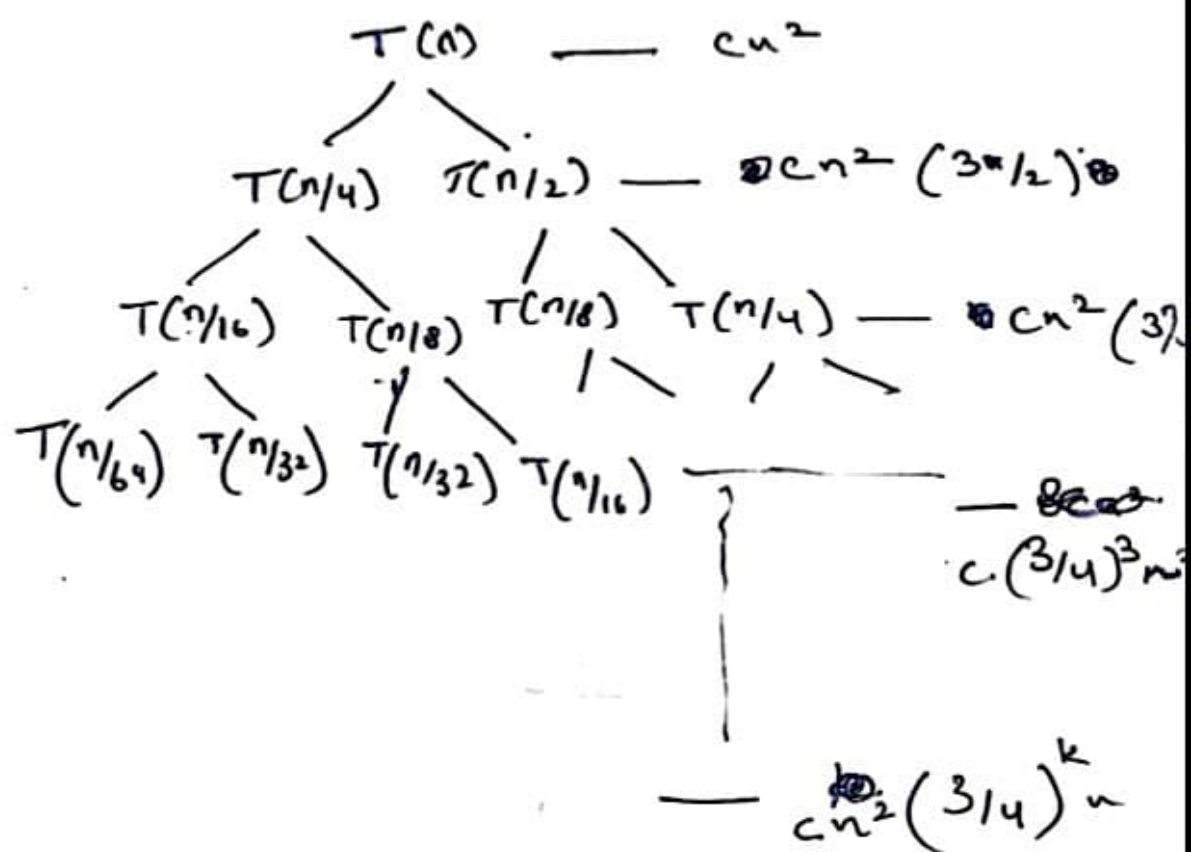 T(n) — cn²
T(n/4) T(n/2) — cn² (3/2)
T(n/16) T(n/8) T(n/8) T(n/4) — cn² (3/
T(n/64) T(n/32) T(n/32) T(n/16) —
c.(3/4)³ n
cn² (3/4)ᵏ n